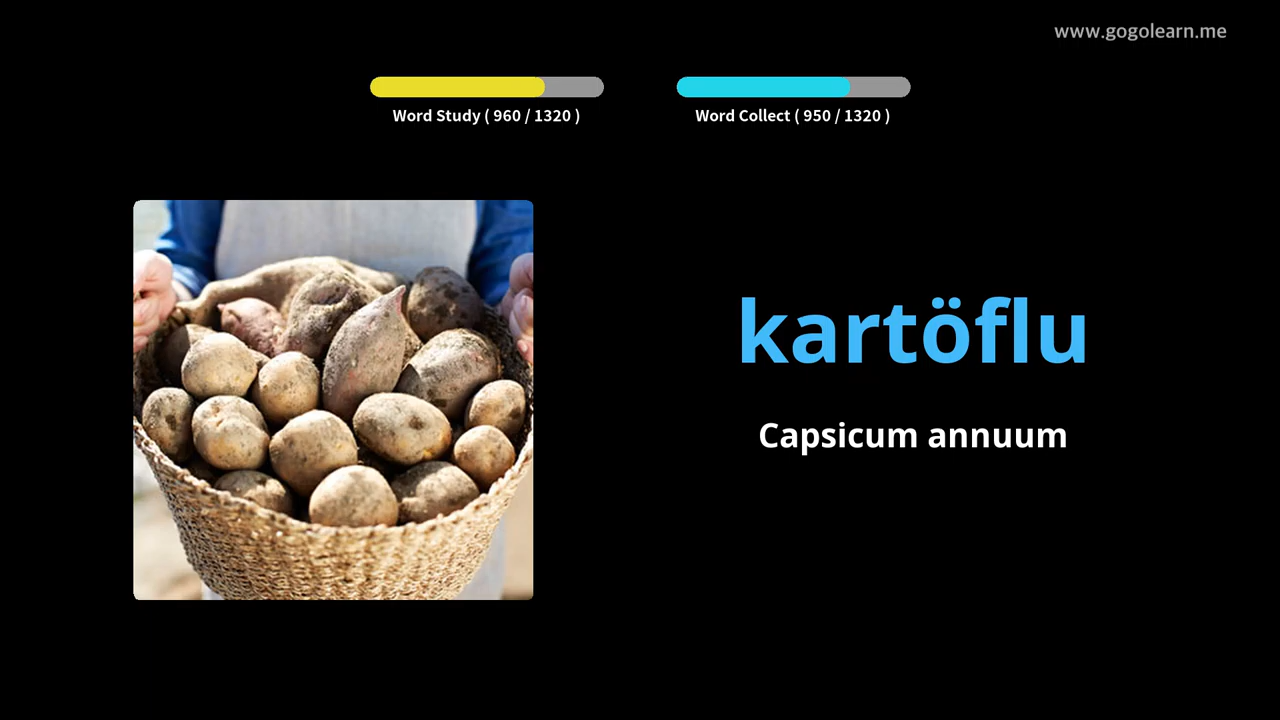 www.gogolearn.me
Word Study ( 960 / 1320 )
Word Collect ( 950 / 1320 )
kartöflu
Capsicum annuum